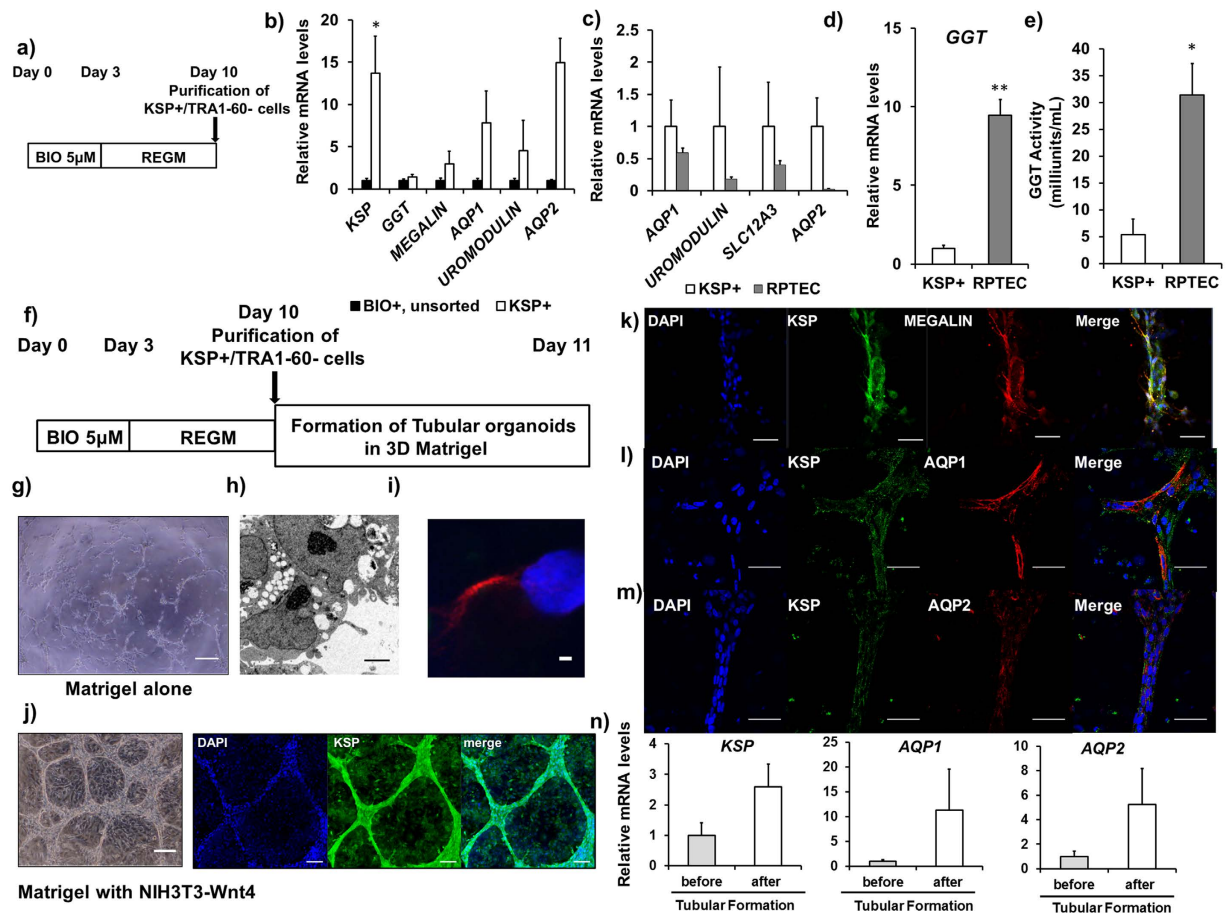 a)
Day 0 Day 3 Day 10
Purification of
KSP+/TRA1-60- cells
BIO 5µM REGM
b)
Relative mRNA levels
20
15
10
5
0
*
KSP
GGT
MEGALIN
AQP1
UROMODULIN
AQP2
BIO+, unsorted KSP+
c)
Relative mRNA levels
2
1.5
1
0.5
0
AQP1
UROMODULIN
SLC12A3
AQP2
KSP+ RPTEC
d)
GGT
Relative mRNA levels
15
10
5
0
**
KSP+ RPTEC
e)
GGT Activity
(milliunits/mL)
40
35
30
25
20
15
10
5
0
*
KSP+ RPTEC
f)
Day 0 Day 3 Day 10 Day 11
Purification of
KSP+/TRA1-60- cells
BIO 5µM REGM
Formation of Tubular organoids
in 3D Matrigel
g)
Matrigel alone
h)
i)
j)
DAPI KSP merge
Matrigel with NIH3T3-Wnt4
k)
DAPI KSP MEGALIN Merge
l)
DAPI KSP AQP1 Merge
m)
DAPI KSP AQP2 Merge
n)
Relative mRNA levels
KSP
4
3
2
1
0
before after
Tubular Formation
AQP1
25
20
15
10
5
0
before after
Tubular Formation
AQP2
10
8
6
4
2
0
before after
Tubular Formation